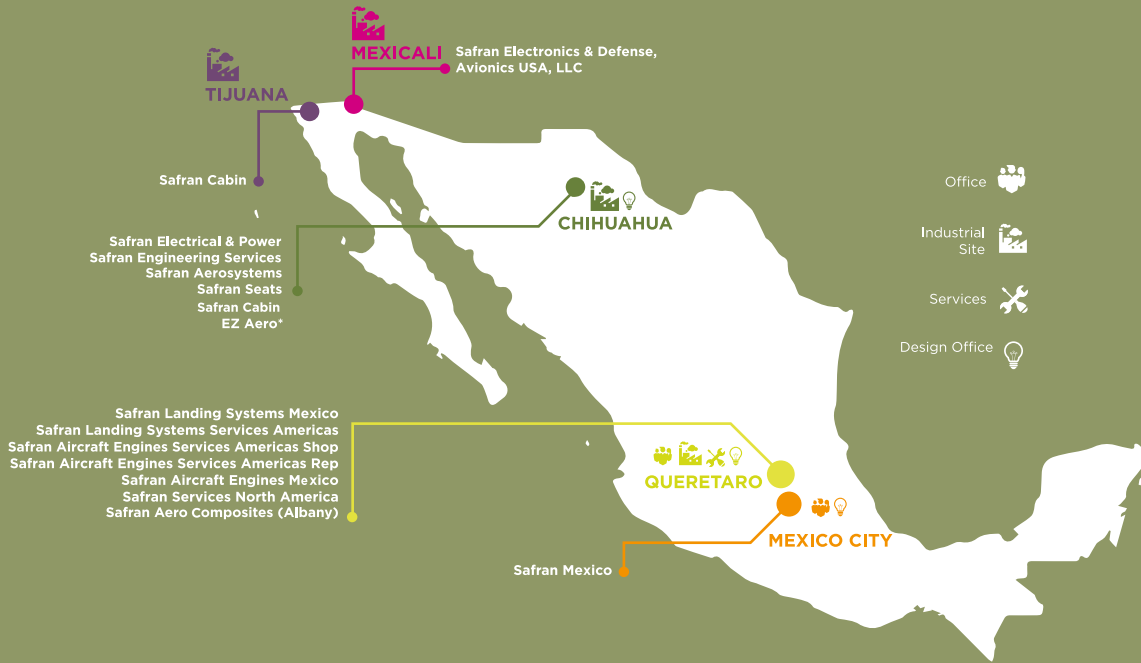 MEXICALI
Safran Electronics & Defense,
Avionics USA, LLC
TIJUANA
Safran Cabin
CHIHUAHUA
Safran Electrical & Power
Safran Engineering Services
Safran Aerosystems
Safran Seats
Safran Cabin
EZ Aero*
Office
Industrial
Site
Services
Design Office
Safran Landing Systems Mexico
Safran Landing Systems Services Americas
Safran Aircraft Engines Services Americas Shop
Safran Aircraft Engines Services Americas Rep
Safran Aircraft Engines Mexico
Safran Services North America
Safran Aero Composites (Albany)
QUERETARO
MEXICO CITY
Safran Mexico